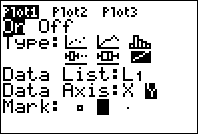 Plot1 Plot2 Plot3
On Off
Type:
Data List:L1
Data Axis:X Y
Mark: